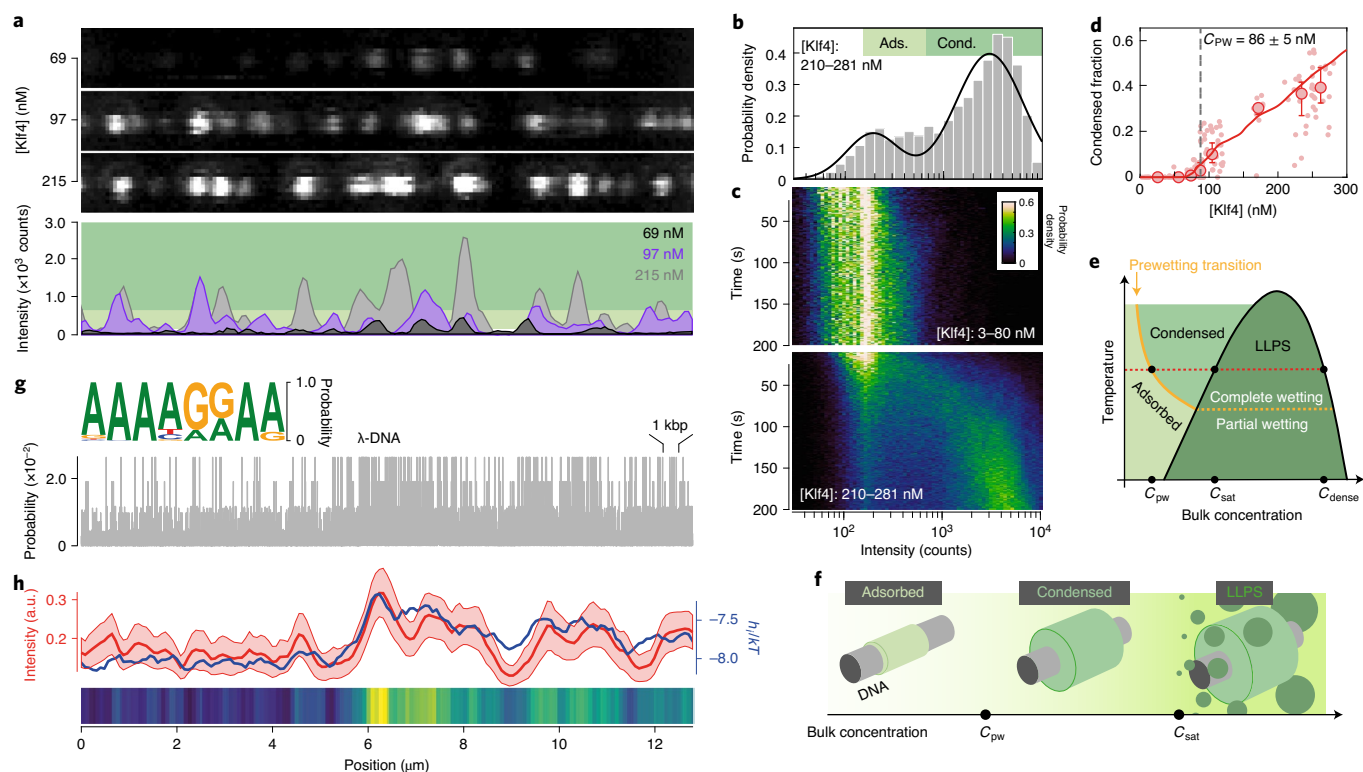 a
[Klf4] (nM)
69
97
215
Intensity (×10³ counts)
3.0
2.0
1.0
0
69 nM
97 nM
215 nM
b
Probability density
0.4
0.3
0.2
0.1
0
[Klf4]:
210–281 nM
Ads.
Cond.
c
Time (s)
50
100
150
200
0.6
0.3
0
Probability
density
[Klf4]: 3–80 nM
Time (s)
50
100
150
200
[Klf4]: 210–281 nM
10² 10³ 10⁴
Intensity (counts)
d
Condensed fraction
0.6
0.2
0
C_PW = 86 ± 5 nM
0 100 200 300
[Klf4] (nM)
e
Prewetting transition
Temperature
Condensed
LLPS
Adsorbed
Complete wetting
Partial wetting
C_pw C_sat C_dense
Bulk concentration
f
Adsorbed
Condensed
LLPS
DNA
Bulk concentration
C_pw
C_sat
g
AAAAGGAA
1.0
0
Probability
λ-DNA
1 kbp
Probability (×10⁻²)
2.0
0
h
Intensity (a.u.)
0.3
0.2
−7.5
−8.0
h_i/kT
0 2 4 6 8 10 12
Position (μm)